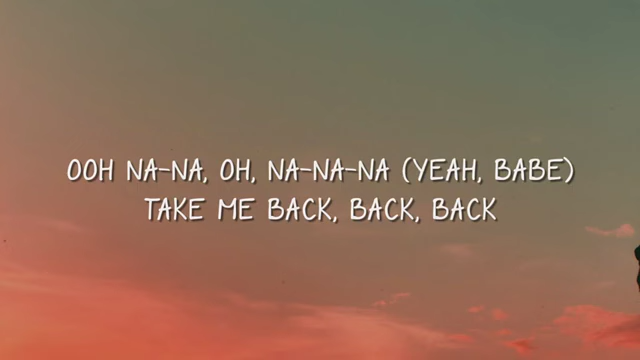 OOH NA-NA, OH, NA-NA-NA (YEAH, BABE)
TAKE ME BACK, BACK, BACK